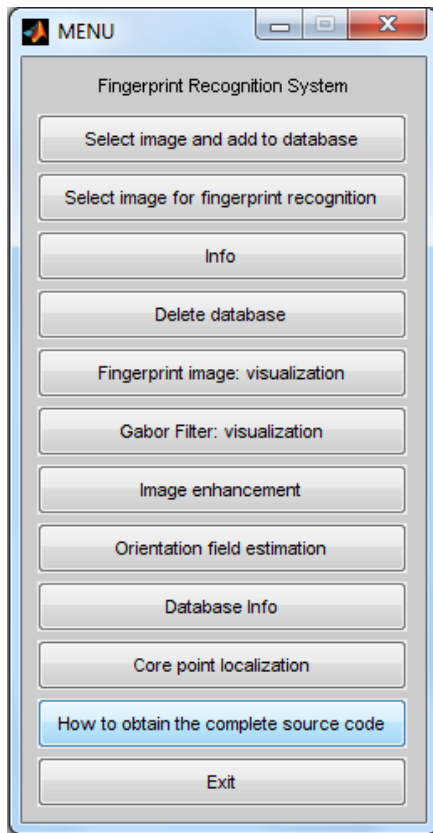 MENU
Fingerprint Recognition System
Select image and add to database
Select image for fingerprint recognition
Info
Delete database
Fingerprint image: visualization
Gabor Filter: visualization
Image enhancement
Orientation field estimation
Database Info
Core point localization
How to obtain the complete source code
Exit